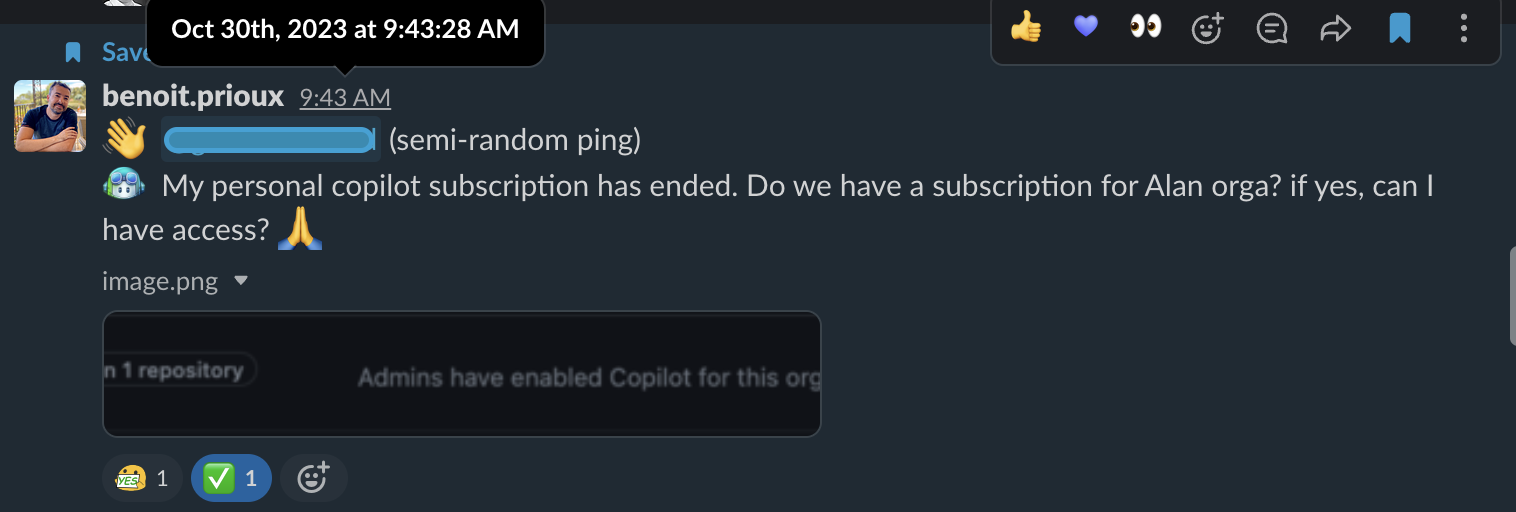 Oct 30th, 2023 at 9:43:28 AM
Save
benoit.prioux 9:43 AM
👋 (semi-random ping)
My personal copilot subscription has ended. Do we have a subscription for Alan orga? if yes, can I
have access? 🙏
image.png
n 1 repository
Admins have enabled Copilot for this org
YES 1 ✅ 1